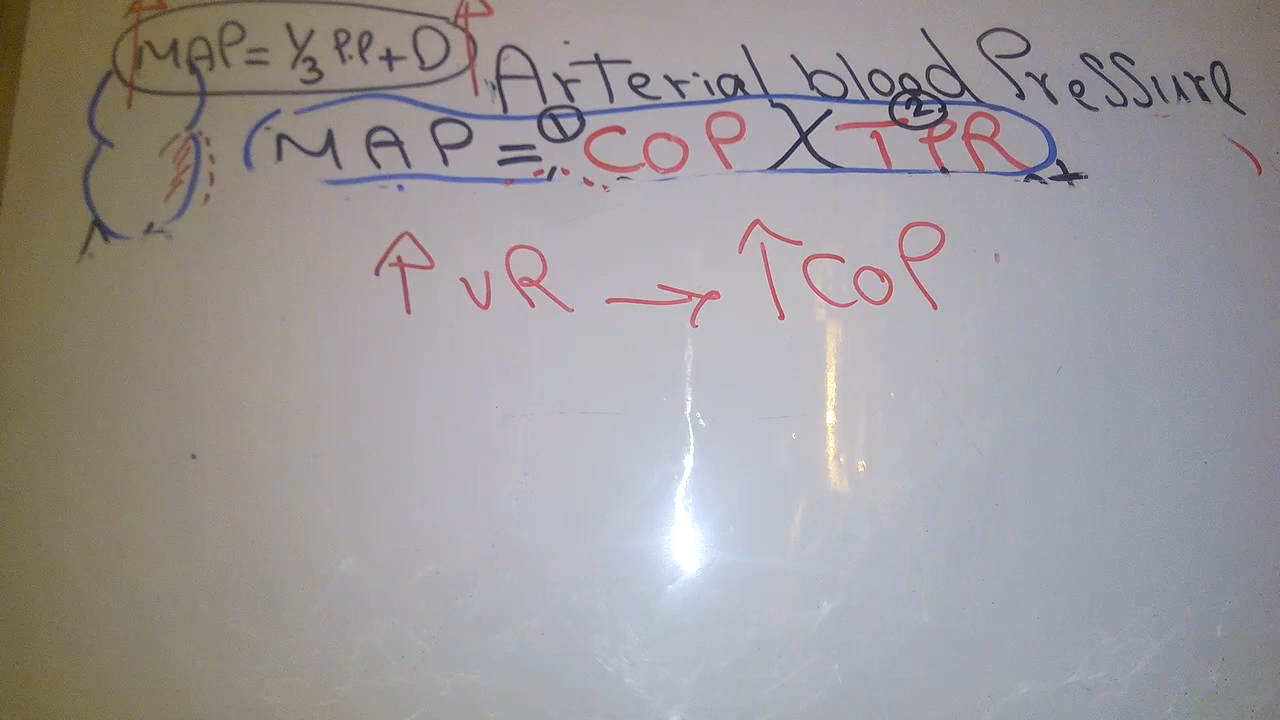 MAP = 1/3 P.P + D
Arterial blood Pressure
MAP = ① COP X ② TPR
↑ VR → ↑ COP